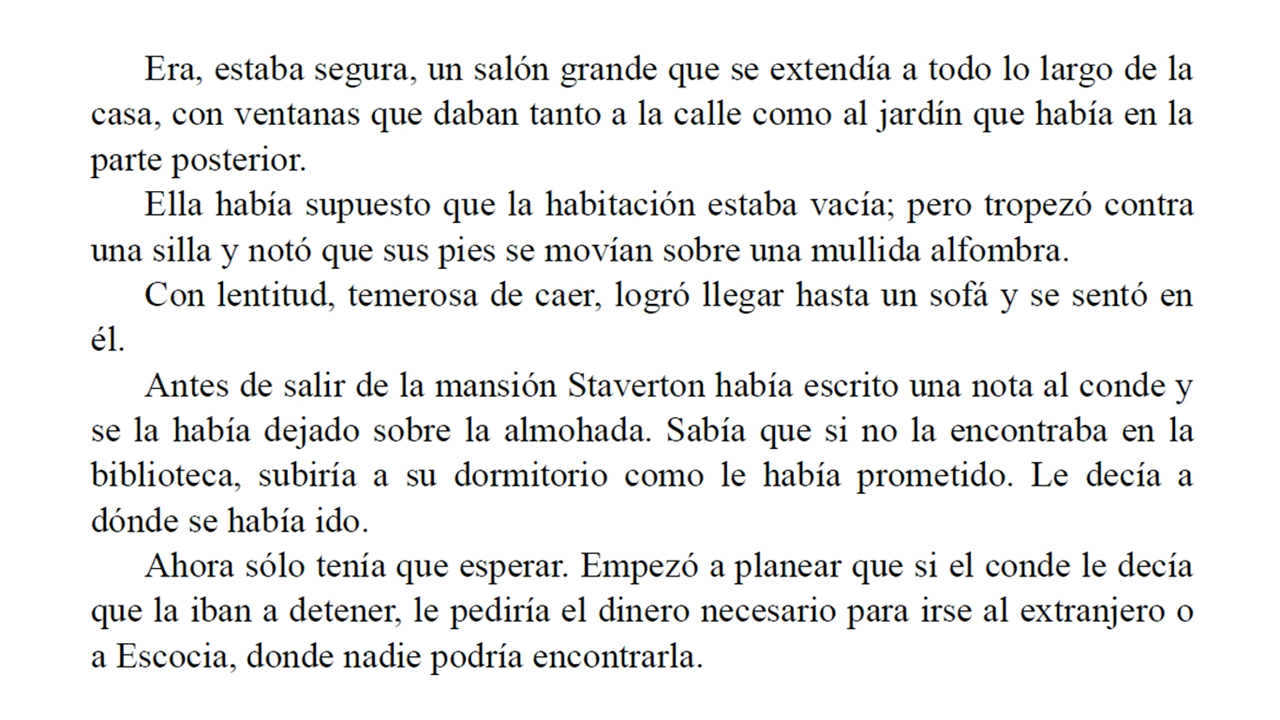 Era, estaba segura, un salón grande que se extendía a todo lo largo de la
casa, con ventanas que daban tanto a la calle como al jardín que había en la
parte posterior.
Ella había supuesto que la habitación estaba vacía; pero tropezó contra
una silla y notó que sus pies se movían sobre una mullida alfombra.
Con lentitud, temerosa de caer, logró llegar hasta un sofá y se sentó en
él.
Antes de salir de la mansión Staverton había escrito una nota al conde y
se la había dejado sobre la almohada. Sabía que si no la encontraba en la
biblioteca, subiría a su dormitorio como le había prometido. Le decía a
dónde se había ido.
Ahora sólo tenía que esperar. Empezó a planear que si el conde le decía
que la iban a detener, le pediría el dinero necesario para irse al extranjero o
a Escocia, donde nadie podría encontrarla.